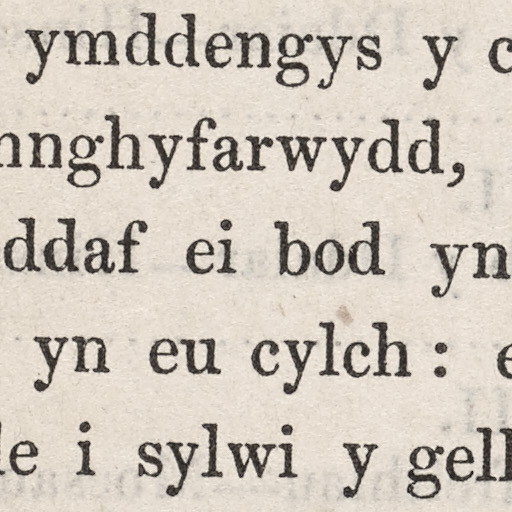 ymddengys y c
nnghyfarwydd,
ddaf ei bod yn
yn eu cylch : e
le i sylwi y gell